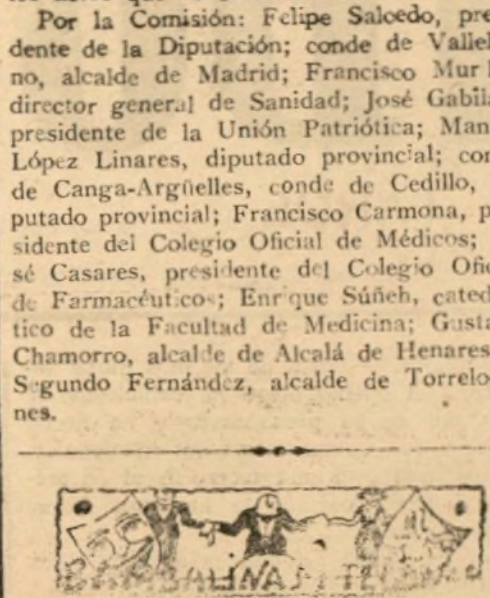 Por la Comisión: Felipe Salcedo, pre
dente de la Diputación; conde de Vallel
no, alcalde de Madrid; Francisco Mur
director general de Sanidad; José Gabila
presidente de la Unión Patriótica; Man
López Linares, diputado provincial; con
de Canga-Argüelles, conde de Cedillo,
putado provincial; Francisco Carmona, p
sidente del Colegio Oficial de Médicos;
sé Casares, presidente del Colegio Ofic
de Farmacéuticos; Enrique Súñeh, cated
tico de la Facultad de Medicina; Gusta
Chamorro, alcalde de Alcalá de Henares
Segundo Fernández, alcalde de Torrelo
nes.